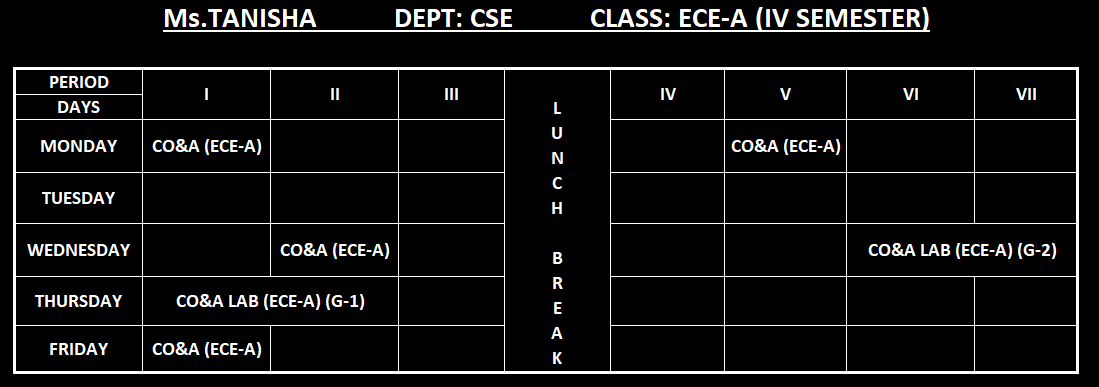 Ms.TANISHA DEPT: CSE CLASS: ECE-A (IV SEMESTER)
PERIOD
DAYS
I II III LUNCH BREAK IV V VI VII
MONDAY CO&A (ECE-A) CO&A (ECE-A)
TUESDAY
WEDNESDAY CO&A (ECE-A) CO&A LAB (ECE-A) (G-2)
THURSDAY CO&A LAB (ECE-A) (G-1)
FRIDAY CO&A (ECE-A)